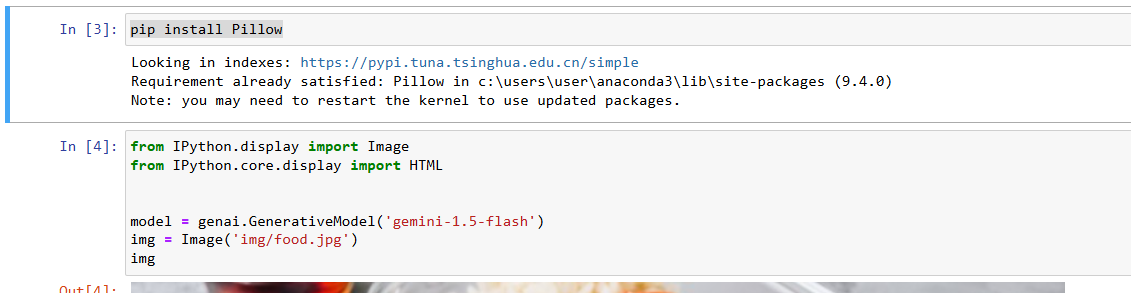 In [3]: pip install Pillow
Looking in indexes: https://pypi.tuna.tsinghua.edu.cn/simple
Requirement already satisfied: Pillow in c:\users\user\anaconda3\lib\site-packages (9.4.0)
Note: you may need to restart the kernel to use updated packages.
In [4]: from IPython.display import Image
from IPython.core.display import HTML
model = genai.GenerativeModel('gemini-1.5-flash')
img = Image('img/food.jpg')
img
Out[4]: